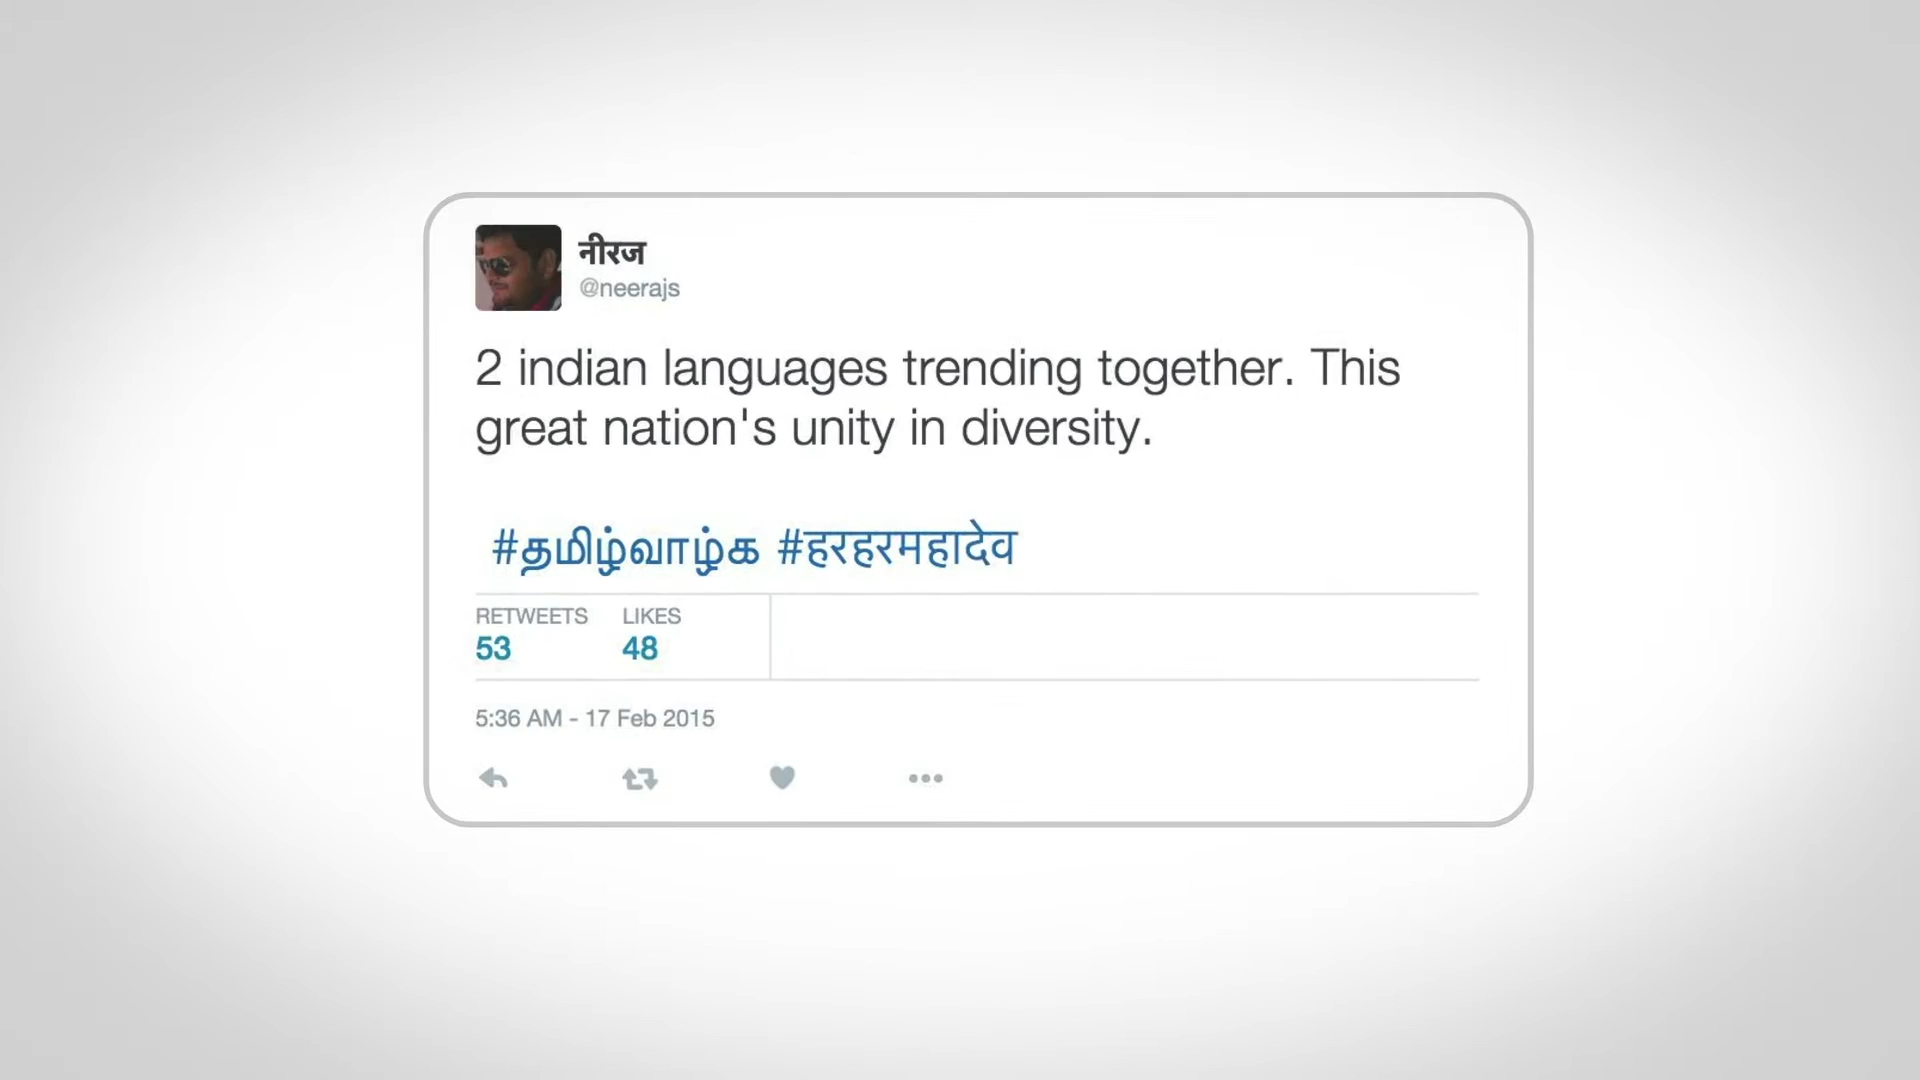 नीरज
@neerajs
2 indian languages trending together. This
great nation's unity in diversity.
#தமிழ்வாழ்க #हरहरमहादेव
RETWEETS LIKES
53 48
5:36 AM - 17 Feb 2015